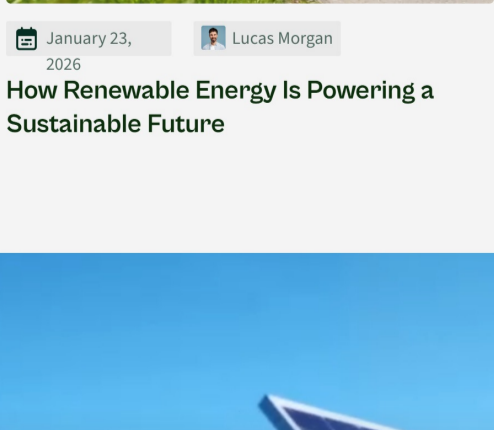 January 23,
2026
Lucas Morgan
How Renewable Energy Is Powering a
Sustainable Future